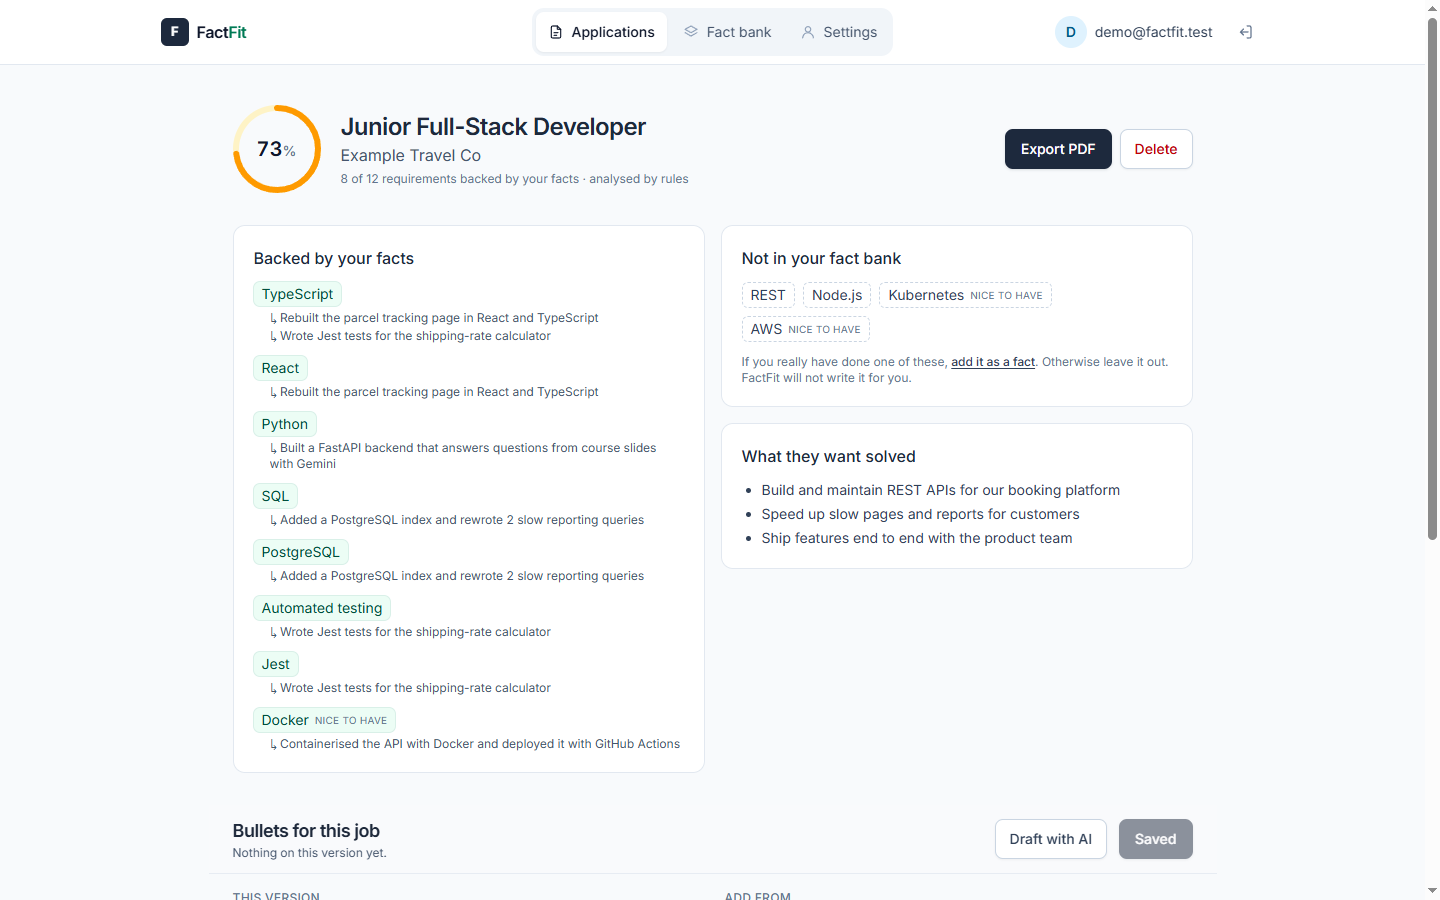 F FactFit
Applications
Fact bank
Settings
D demo@factfit.test
73%
Junior Full-Stack Developer
Example Travel Co
8 of 12 requirements backed by your facts · analysed by rules
Export PDF
Delete
Backed by your facts
TypeScript
↳ Rebuilt the parcel tracking page in React and TypeScript
↳ Wrote Jest tests for the shipping-rate calculator
React
↳ Rebuilt the parcel tracking page in React and TypeScript
Python
↳ Built a FastAPI backend that answers questions from course slides
with Gemini
SQL
↳ Added a PostgreSQL index and rewrote 2 slow reporting queries
PostgreSQL
↳ Added a PostgreSQL index and rewrote 2 slow reporting queries
Automated testing
↳ Wrote Jest tests for the shipping-rate calculator
Jest
↳ Wrote Jest tests for the shipping-rate calculator
Docker NICE TO HAVE
↳ Containerised the API with Docker and deployed it with GitHub Actions
Not in your fact bank
REST Node.js Kubernetes NICE TO HAVE
AWS NICE TO HAVE
If you really have done one of these, add it as a fact. Otherwise leave it out.
FactFit will not write it for you.
What they want solved
• Build and maintain REST APIs for our booking platform
• Speed up slow pages and reports for customers
• Ship features end to end with the product team
Bullets for this job
Nothing on this version yet.
Draft with AI
Saved
THIS VERSION
ADD FROM